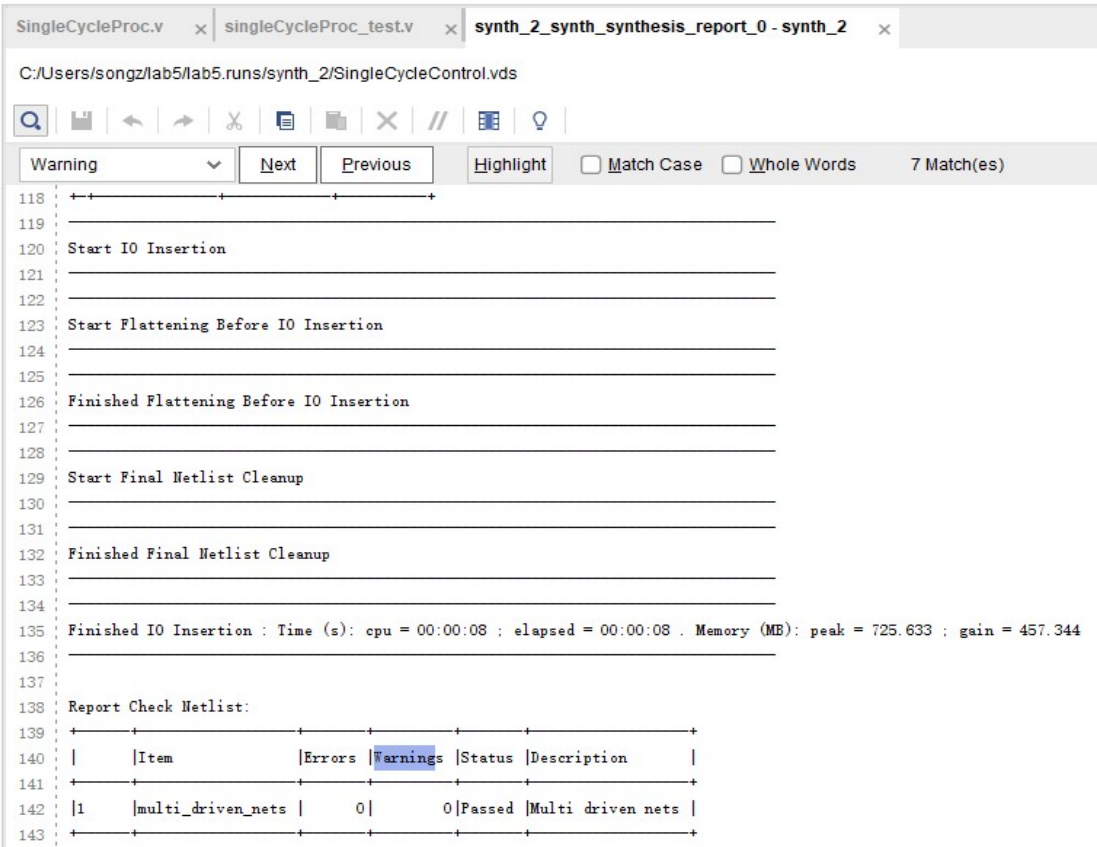 SingleCycleProc.v × singleCycleProc_test.v × synth_2_synth_synthesis_report_0 - synth_2 ×
C:/Users/songz/lab5/lab5.runs/synth_2/SingleCycleControl.vds
Warning Next Previous Highlight Match Case Whole Words 7 Match(es)
118 +-+---------------+-------------+-----------+
119 ------------------------------------------------------------
120 Start IO Insertion
121 ------------------------------------------------------------
122 ------------------------------------------------------------
123 Start Flattening Before IO Insertion
124 ------------------------------------------------------------
125 ------------------------------------------------------------
126 Finished Flattening Before IO Insertion
127 ------------------------------------------------------------
128 ------------------------------------------------------------
129 Start Final Netlist Cleanup
130 ------------------------------------------------------------
131 ------------------------------------------------------------
132 Finished Final Netlist Cleanup
133 ------------------------------------------------------------
134 ------------------------------------------------------------
135 Finished IO Insertion : Time (s): cpu = 00:00:08 ; elapsed = 00:00:08 . Memory (MB): peak = 725.633 ; gain = 457.344
136 ------------------------------------------------------------
137
138 Report Check Netlist:
139 +------+------------------+-------+---------+-------+------------------+
140 | |Item |Errors |Warnings |Status |Description |
141 +------+------------------+-------+---------+-------+------------------+
142 |1 |multi_driven_nets | 0| 0|Passed |Multi driven nets |
143 +------+------------------+-------+---------+-------+------------------+